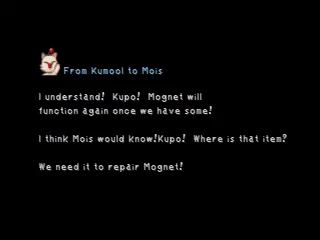 From Kumool to Mois
I understand! Kupo! Mognet will
function again once we have some!
I think Mois would know!Kupo! Where is that item?
We need it to repair Mognet!